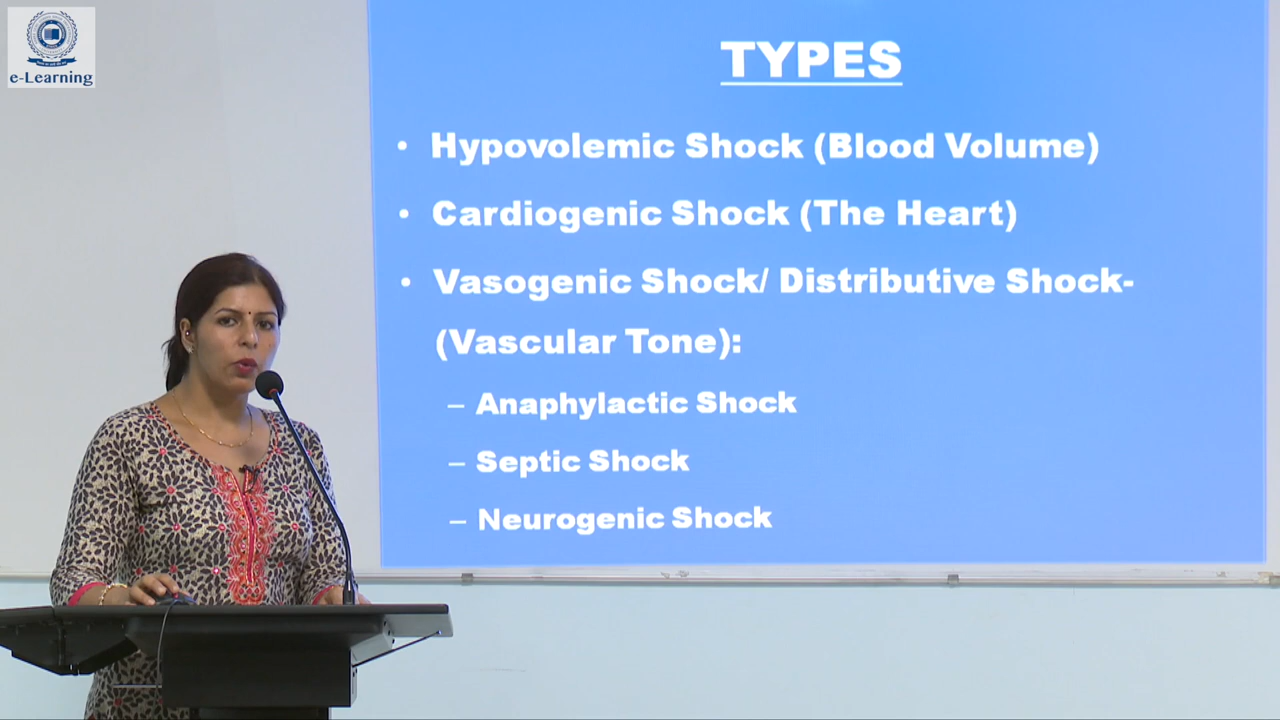 e-Learning
TYPES
• Hypovolemic Shock (Blood Volume)
• Cardiogenic Shock (The Heart)
• Vasogenic Shock/ Distributive Shock-
(Vascular Tone):
– Anaphylactic Shock
– Septic Shock
– Neurogenic Shock